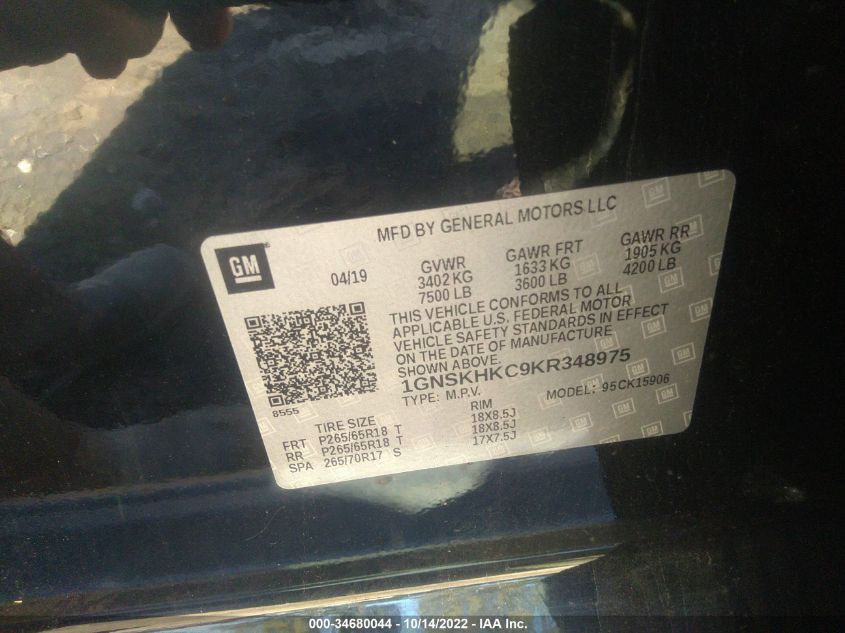 MFD BY GENERAL MOTORS LLC
GM
04/19
GVWR GAWR FRT GAWR RR
3402 KG 1633 KG 1905 KG
7500 LB 3600 LB 4200 LB
THIS VEHICLE CONFORMS TO ALL
APPLICABLE U.S. FEDERAL MOTOR
VEHICLE SAFETY STANDARDS IN EFFECT
ON THE DATE OF MANUFACTURE
SHOWN ABOVE.
1GNSKHKC9KR348975
TYPE: M.P.V. MODEL: 95CK15906
8555
TIRE SIZE RIM
FRT P265/65R18 T 18X8.5J
RR P265/65R18 T 18X8.5J
SPA 265/70R17 S 17X7.5J
000-34680044 - 10/14/2022 - IAA Inc.